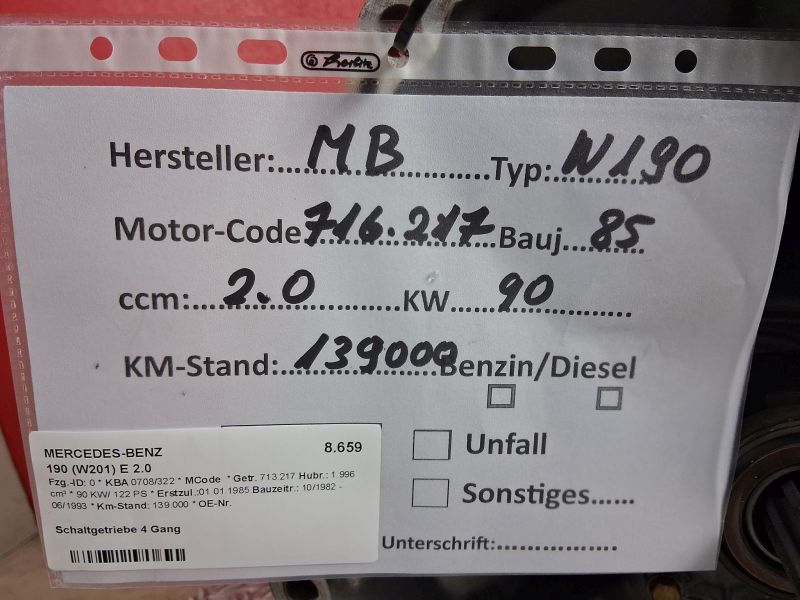 Herlitz
Hersteller:....MB....Typ:..W190
Motor-Code 716.217 Bauj...85
ccm:...2.0.... KW....90
KM-Stand:..139000 Benzin/Diesel
Unfall
Sonstiges......
Unterschrift:................
MERCEDES-BENZ 8.659
190 (W201) E 2.0
Fzg.-ID: 0 * KBA 0708/322 * MCode * Getr. 713.217 Hubr.: 1.996
cm³ * 90 KW/ 122 PS * Erstzul.:01 01 1985 Bauzeitr.: 10/1982 -
06/1993 * Km-Stand: 139.000 * OE-Nr.
Schaltgetriebe 4 Gang